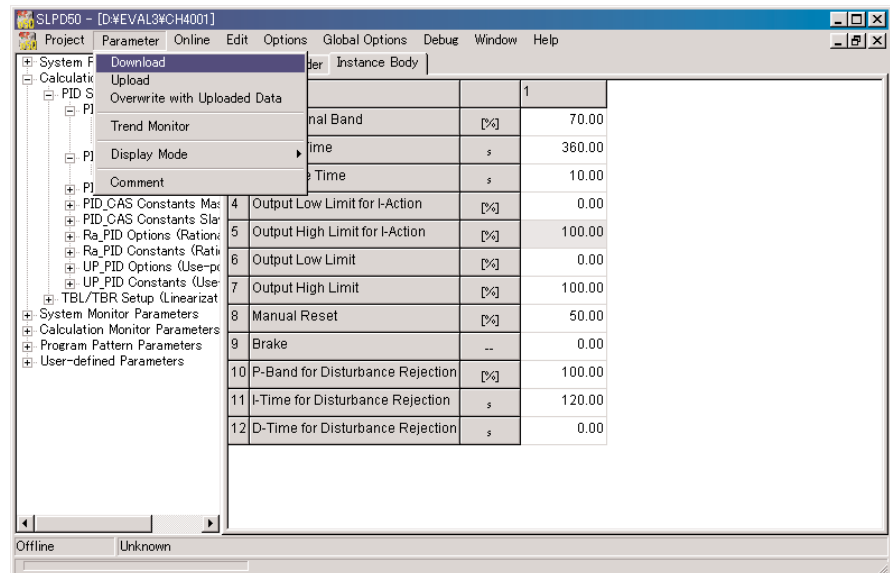 SLPD50 - [D:¥EVAL3¥CH4001]
Project Parameter Online Edit Options Global Options Debug Window Help
Download
Upload
Overwrite with Uploaded Data
Trend Monitor
Display Mode
Comment
System F
Calculatic
PID S
PI
PI
PI
PID_CAS Constants Mas
PID_CAS Constants Slav
Ra_PID Options (Rationa
Ra_PID Constants (Ratio
UP_PID Options (Use-po
UP_PID Constants (Use-
TBL/TBR Setup (Linearizat
System Monitor Parameters
Calculation Monitor Parameters
Program Pattern Parameters
User-defined Parameters
der Instance Body
1
nal Band [%] 70.00
ime s 360.00
e Time s 10.00
4 Output Low Limit for I-Action [%] 0.00
5 Output High Limit for I-Action [%] 100.00
6 Output Low Limit [%] 0.00
7 Output High Limit [%] 100.00
8 Manual Reset [%] 50.00
9 Brake -- 0.00
10 P-Band for Disturbance Rejection [%] 100.00
11 I-Time for Disturbance Rejection s 120.00
12 D-Time for Disturbance Rejection s 0.00
Offline Unknown